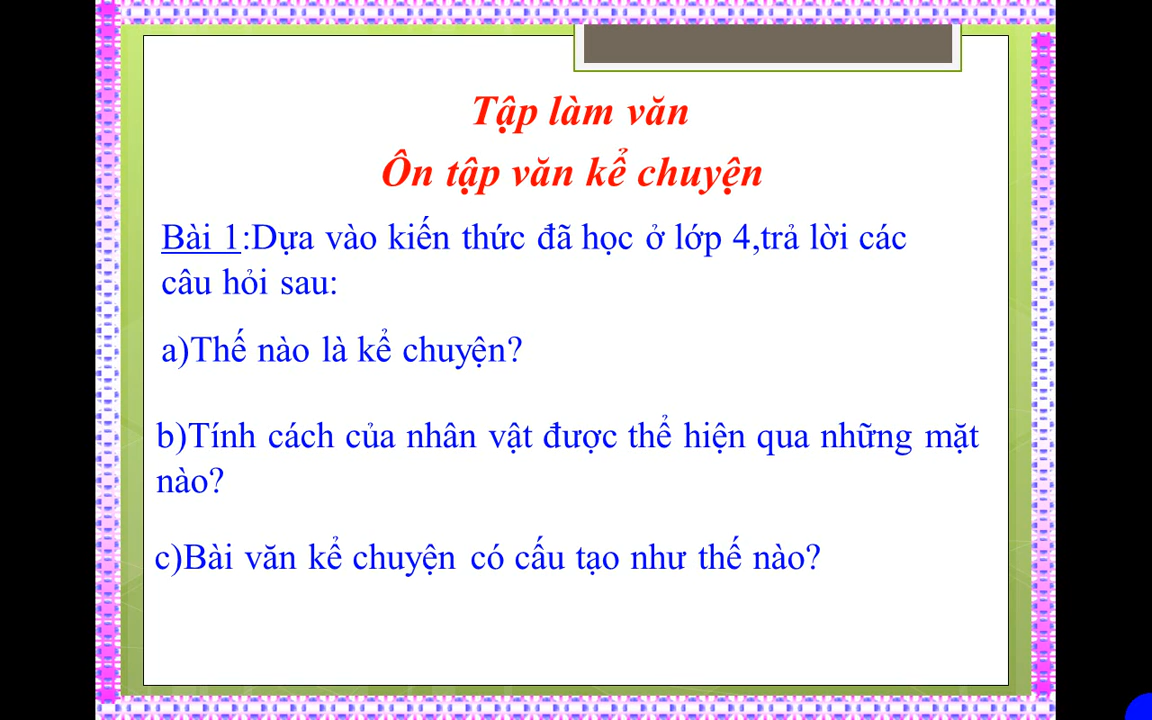 Tập làm văn
Ôn tập văn kể chuyện
Bài 1:Dựa vào kiến thức đã học ở lớp 4,trả lời các
câu hỏi sau:
a)Thế nào là kể chuyện?
b)Tính cách của nhân vật được thể hiện qua những mặt
nào?
c)Bài văn kể chuyện có cấu tạo như thế nào?